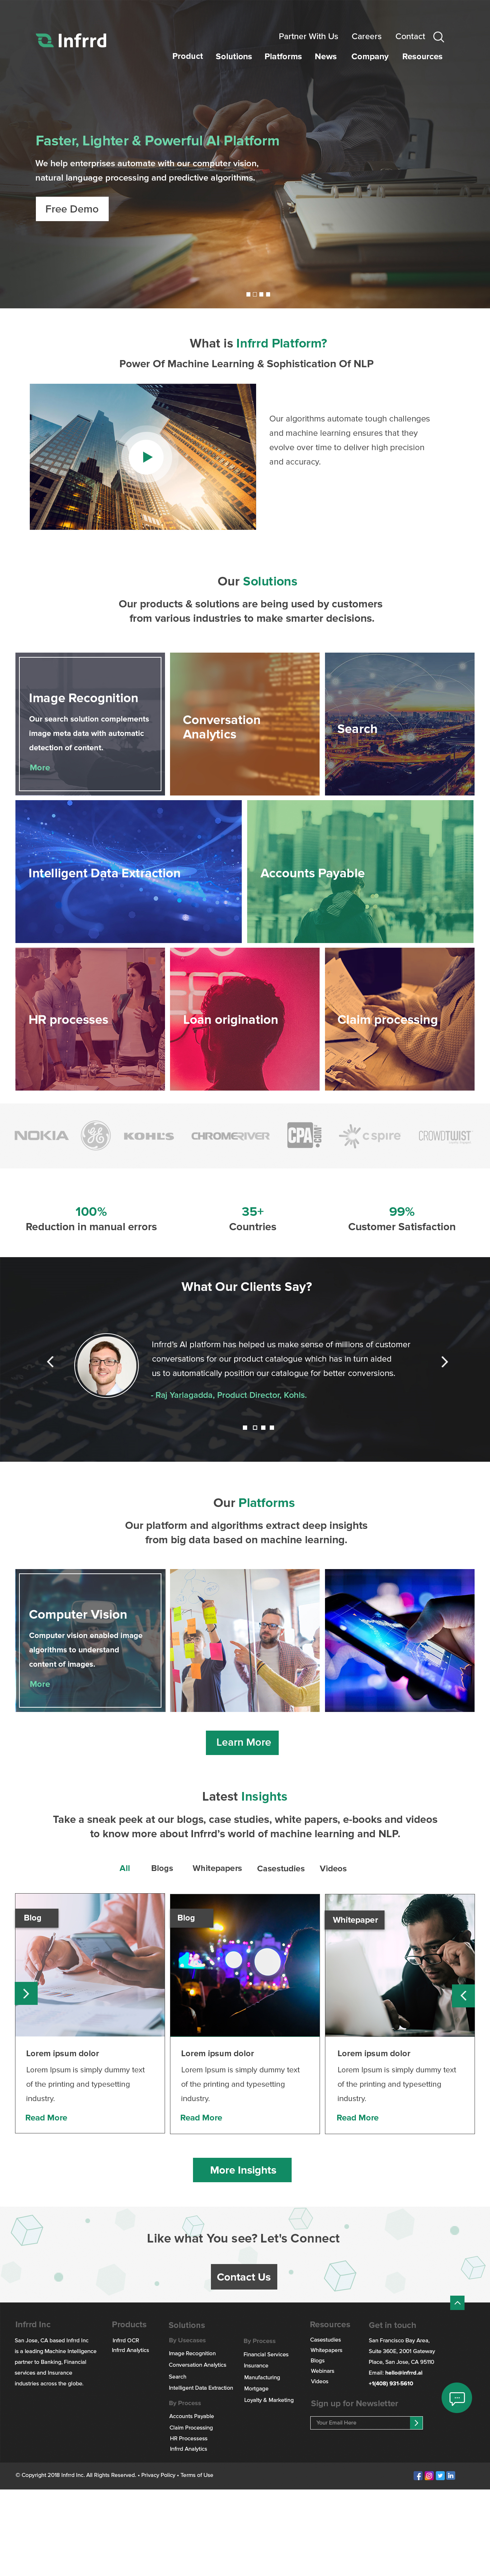 Infrrd
Partner With Us Careers Contact
Product Solutions Platforms News Company Resources
Faster, Lighter & Powerful AI Platform
We help enterprises automate with our computer vision,
natural language processing and predictive algorithms.
Free Demo
What is Infrrd Platform?
Power Of Machine Learning & Sophistication Of NLP
Our algorithms automate tough challenges
and machine learning ensures that they
evolve over time to deliver high precision
and accuracy.
Our Solutions
Our products & solutions are being used by customers
from various industries to make smarter decisions.
Image Recognition
Our search solution complements
image meta data with automatic
detection of content.
More
Conversation
Analytics
Search
Intelligent Data Extraction
Accounts Payable
HR processes
Loan origination
Claim processing
NOKIA
GE
KOHL'S
CHROMERIVER
CPA.COM
c spire
CROWDTWIST
100%
Reduction in manual errors
35+
Countries
99%
Customer Satisfaction
What Our Clients Say?
Infrrd's AI platform has helped us make sense of millions of customer
conversations for our product catalogue which has in turn aided
us to automatically position our catalogue for better conversions.
- Raj Yarlagadda, Product Director, Kohls.
Our Platforms
Our platform and algorithms extract deep insights
from big data based on machine learning.
Computer Vision
Computer vision enabled image
algorithms to understand
content of images.
More
Learn More
Latest Insights
Take a sneak peek at our blogs, case studies, white papers, e-books and videos
to know more about Infrrd's world of machine learning and NLP.
All Blogs Whitepapers Casestudies Videos
Blog
Lorem ipsum dolor
Lorem Ipsum is simply dummy text
of the printing and typesetting
industry.
Read More
Blog
Lorem ipsum dolor
Lorem Ipsum is simply dummy text
of the printing and typesetting
industry.
Read More
Whitepaper
Lorem ipsum dolor
Lorem Ipsum is simply dummy text
of the printing and typesetting
industry.
Read More
More Insights
Like what You see? Let's Connect
Contact Us
Infrrd Inc
San Jose, CA based Infrrd Inc
is a leading Machine Intelligence
partner to Banking, Financial
services and Insurance
industries across the globe.
Products
Infrrd OCR
Infrrd Analytics
Solutions
By Usecases
Image Recognition
Conversation Analytics
Search
Intelligent Data Extraction
By Process
Accounts Payable
Claim Processing
HR Processess
Infrrd Analytics
By Process
Financial Services
Insurance
Manufacturing
Mortgage
Loyalty & Marketing
Resources
Casestudies
Whitepapers
Blogs
Webinars
Videos
Get in touch
San Francisco Bay Area,
Suite 360E, 2001 Gateway
Place, San Jose, CA 95110
Email: hello@infrrd.ai
+1(408) 931-5610
Sign up for Newsletter
Your Email Here
© Copyright 2018 Infrrd Inc. All Rights Reserved. • Privacy Policy • Terms of Use